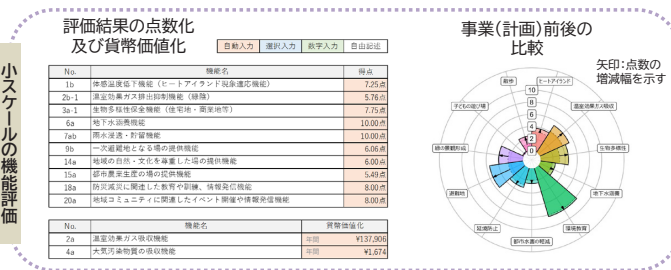 小スケールの機能評価
評価結果の点数化
及び貨幣価値化
自動入力 選択入力 数字入力 自由記述
No. 機能名 得点
1b 体感温度低下機能（ヒートアイランド現象適応機能） 7.25点
2b-1 温室効果ガス排出抑制機能（緑陰） 5.76点
3a-1 生物多様性保全機能（住宅地・商業地等） 7.75点
6a 地下水涵養機能 10.00点
7ab 雨水浸透・貯留機能 10.00点
9b 一次避難地となる場の提供機能 6.06点
14a 地域の自然・文化を尊重した場の提供機能 6.00点
15a 都市農業生産の場の提供機能 5.49点
18a 防災減災に関連した教育や訓練、情報発信機能 8.00点
20a 地域コミュニティに関連したイベント開催や情報発信機能 8.00点
No. 機能名 貨幣価値化
2a 温室効果ガス吸収機能 年間 ¥137,906
4a 大気汚染物質の吸収機能 年間 ¥1,674
事業(計画)前後の
比較
矢印:点数の
増減幅を示す
散歩
ヒートアイランド
温室効果ガス吸収
生物多様性
地下水涵養
環境教育
都市水害の軽減
延焼防止
避難地
緑の景観形成
子どもの遊び場
10
8
6
4
2
0